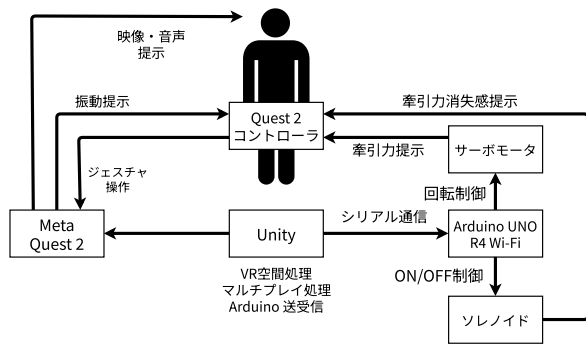 映像・音声
提示
振動提示
Quest 2
コントローラ
牽引力消失感提示
牽引力提示
サーボモータ
ジェスチャ
操作
回転制御
Meta
Quest 2
Unity
シリアル通信
Arduino UNO
R4 Wi-Fi
VR空間処理
マルチプレイ処理
Arduino 送受信
ON/OFF制御
ソレノイド